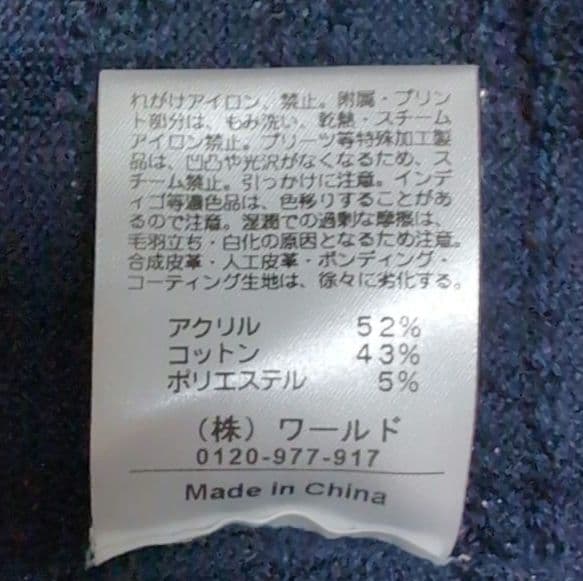 れがけアイロン、禁止。附属・プリン
ト部分は、もみ洗い、乾熱・スチーム
アイロン禁止。プリーツ等特殊加工製
品は、凹凸や光沢がなくなるため、ス
チーム禁止。引っかけに注意。インデ
ィゴ等濃色品は、色移りすることがあ
るので注意。湿潤での過剰な摩擦は、
毛羽立ち・白化の原因となるため注意。
合成皮革・人工皮革・ボンディング・
コーティング生地は、徐々に劣化する。
アクリル 52%
コットン 43%
ポリエステル 5%
(株)ワールド
0120-977-917
Made in China